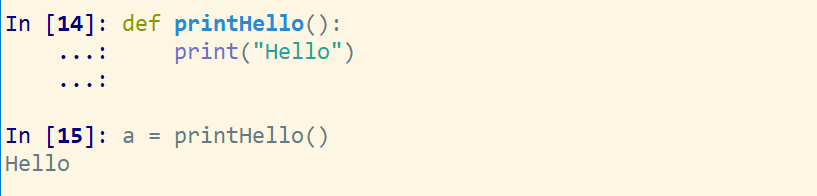 In [14]: def printHello():
    ...:     print("Hello")
    ...:
In [15]: a = printHello()
Hello